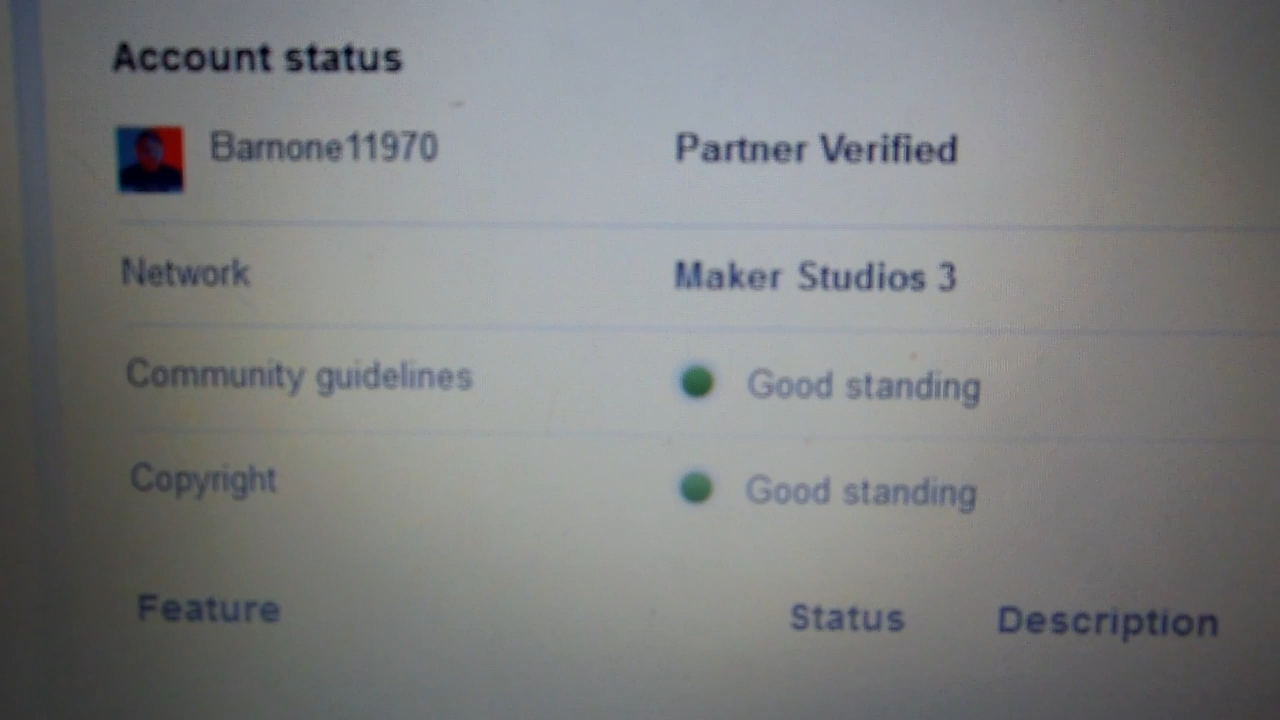 Account status
Barnone11970 Partner Verified
Network Maker Studios 3
Community guidelines Good standing
Copyright Good standing
Feature Status Description